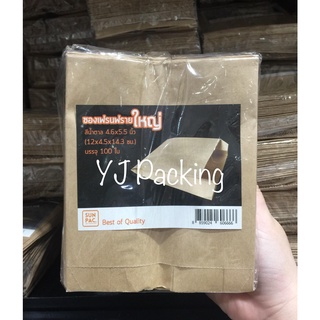 ซองเฟรนฟรายใหญ่
สีน้ำตาล 4.6x5.5 นิ้ว
(12x4.5x14.3 ซม.)
บรรจุ 100 ใบ
YJ Packing
SUN PAC
Best of Quality